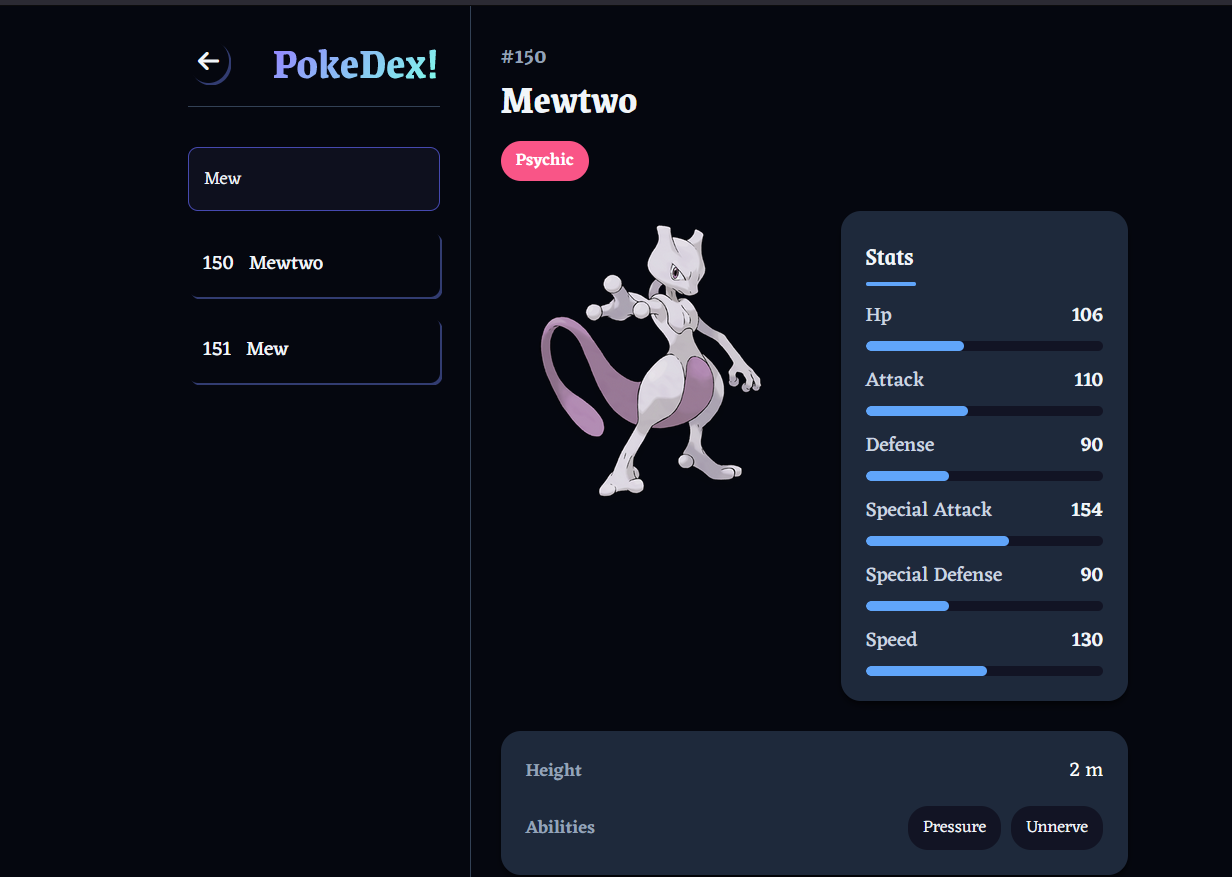 PokeDex!
Mew
150 Mewtwo
151 Mew
#150
Mewtwo
Psychic
Stats
Hp 106
Attack 110
Defense 90
Special Attack 154
Special Defense 90
Speed 130
Height 2 m
Abilities Pressure Unnerve